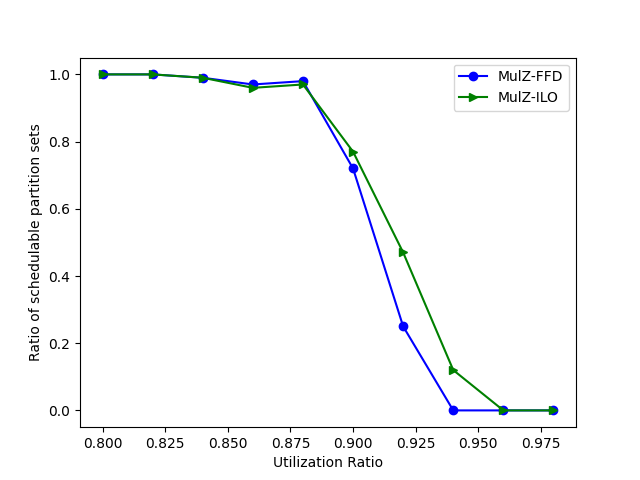 MulZ-FFD
MulZ-ILO
1.0
0.8
0.6
0.4
0.2
0.0
Ratio of schedulable partition sets
0.800 0.825 0.850 0.875 0.900 0.925 0.950 0.975
Utilization Ratio